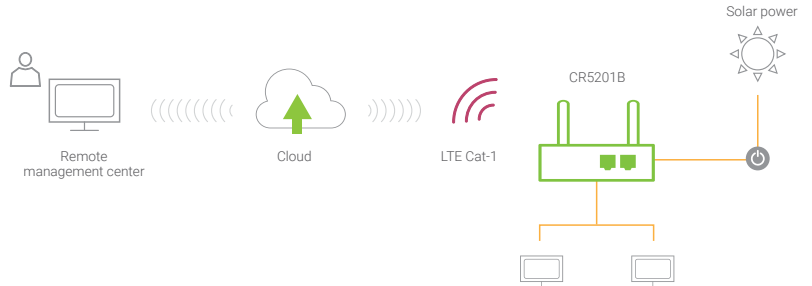 Solar power
CR5201B
Remote
management center
Cloud
LTE Cat-1